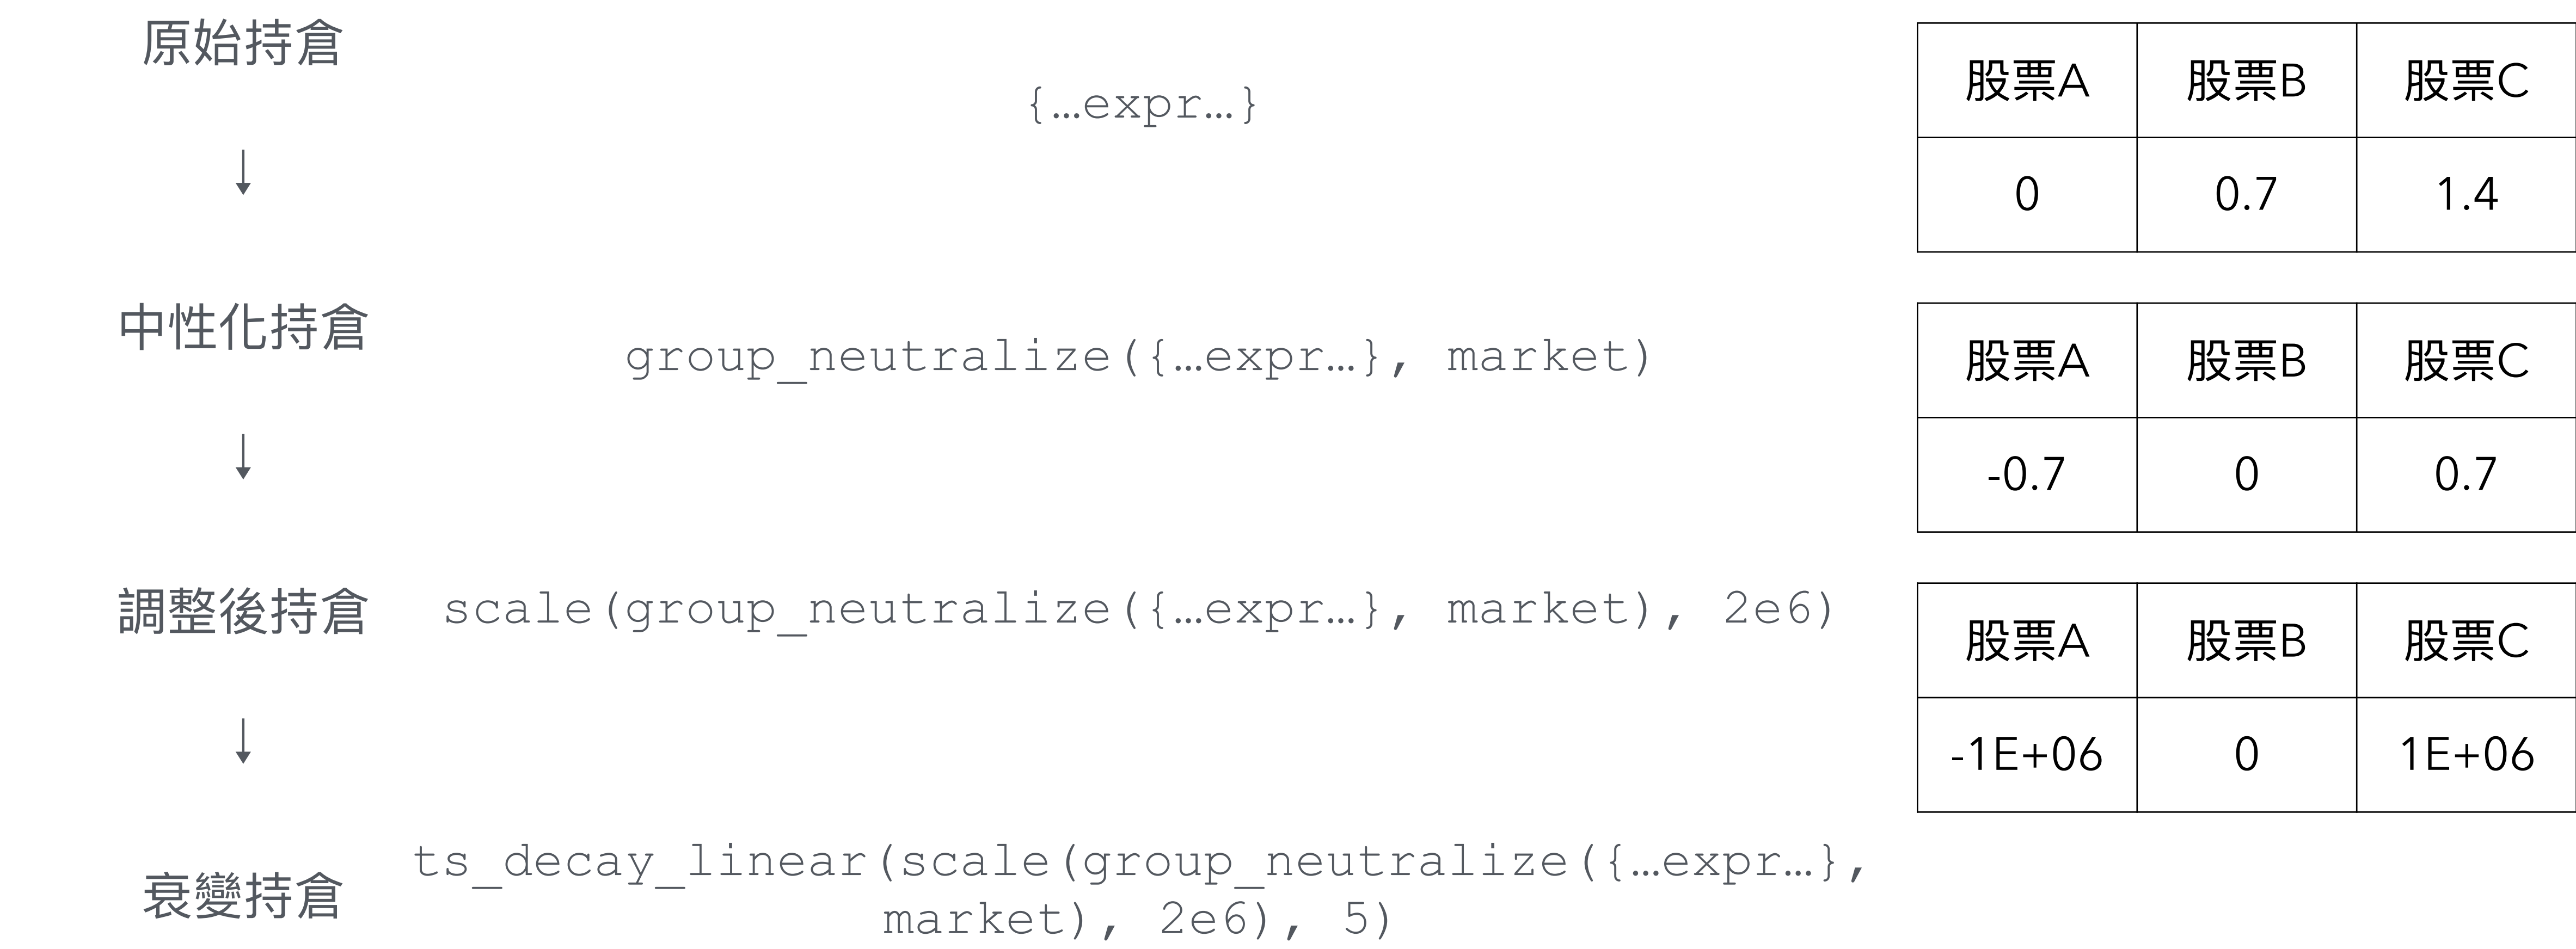 原始持倉
{…expr…}
股票A 股票B 股票C
0 0.7 1.4
↓
中性化持倉
group_neutralize({…expr…}, market)
股票A 股票B 股票C
-0.7 0 0.7
↓
調整後持倉
scale(group_neutralize({…expr…}, market), 2e6)
股票A 股票B 股票C
-1E+06 0 1E+06
↓
衰變持倉
ts_decay_linear(scale(group_neutralize({…expr…},
market), 2e6), 5)